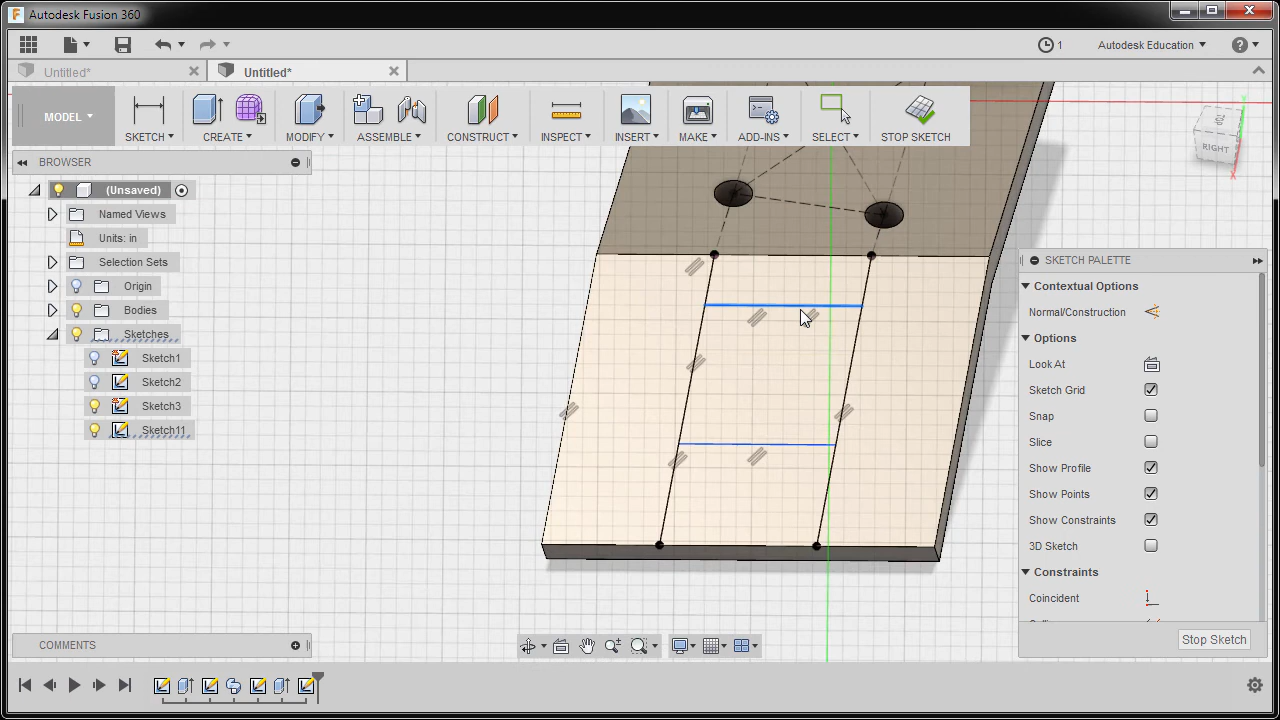 Autodesk Fusion 360
1
Autodesk Education
?
Untitled*
Untitled*
MODEL
SKETCH
CREATE
MODIFY
ASSEMBLE
CONSTRUCT
INSPECT
INSERT
MAKE
ADD-INS
SELECT
STOP SKETCH
TOP
RIGHT
BROWSER
(Unsaved)
Named Views
Units: in
Selection Sets
Origin
Bodies
Sketches
Sketch1
Sketch2
Sketch3
Sketch11
SKETCH PALETTE
Contextual Options
Normal/Construction
Options
Look At
Sketch Grid
Snap
Slice
Show Profile
Show Points
Show Constraints
3D Sketch
Constraints
Coincident
Stop Sketch
COMMENTS